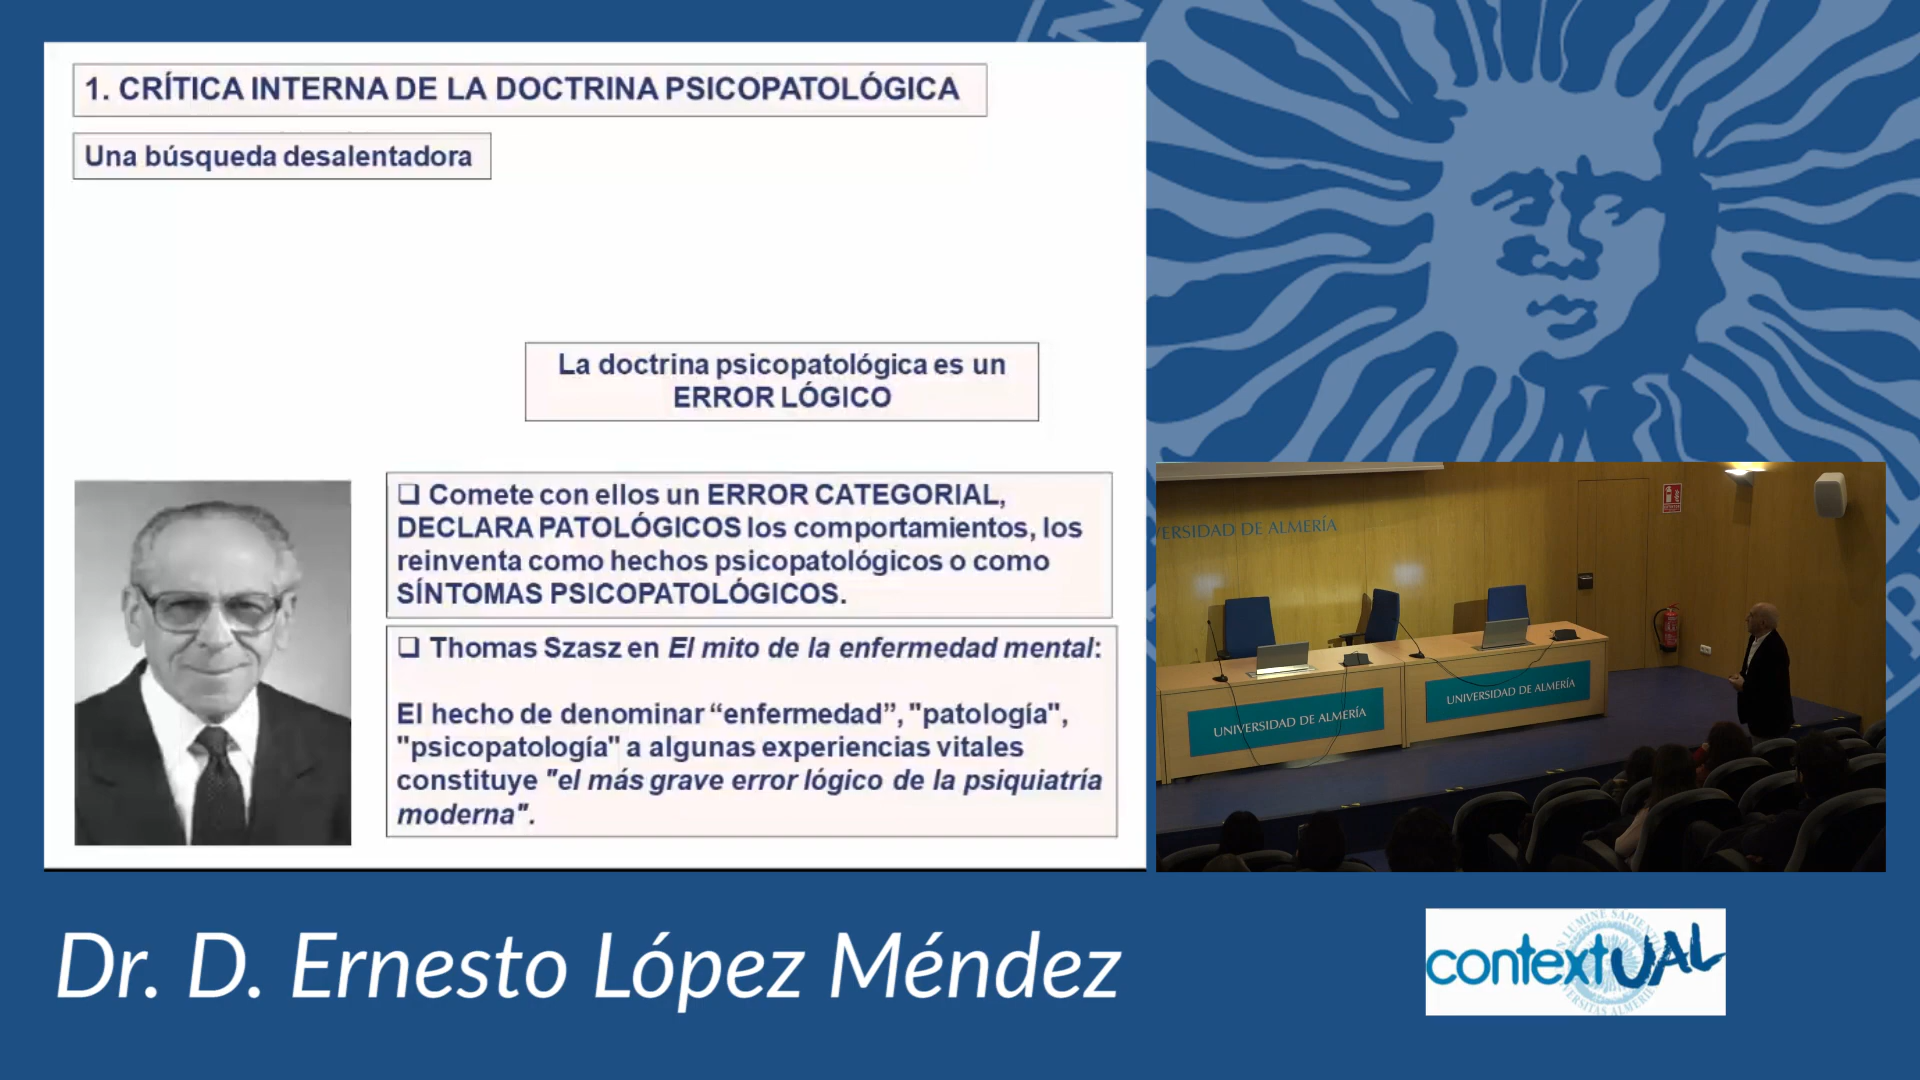 1. CRÍTICA INTERNA DE LA DOCTRINA PSICOPATOLÓGICA
Una búsqueda desalentadora
La doctrina psicopatológica es un
ERROR LÓGICO
❑ Comete con ellos un ERROR CATEGORIAL,
DECLARA PATOLÓGICOS los comportamientos, los
reinventa como hechos psicopatológicos o como
SÍNTOMAS PSICOPATOLÓGICOS.
❑ Thomas Szasz en El mito de la enfermedad mental:
El hecho de denominar “enfermedad”, "patología",
"psicopatología" a algunas experiencias vitales
constituye "el más grave error lógico de la psiquiatría
moderna".
VERSIDAD DE ALMERÍA
UNIVERSIDAD DE ALMERÍA
UNIVERSIDAD DE ALMERÍA
Dr. D. Ernesto López Méndez
contextUAL